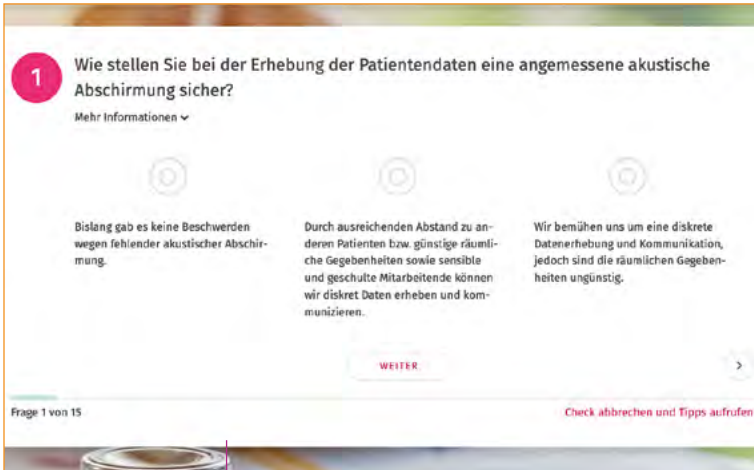 1
Wie stellen Sie bei der Erhebung der Patientendaten eine angemessene akustische
Abschirmung sicher?
Mehr Informationen
Bislang gab es keine Beschwerden
wegen fehlender akustischer Abschir-
mung.
Durch ausreichenden Abstand zu an-
deren Patienten bzw. günstige räumli-
che Gegebenheiten sowie sensible
und geschulte Mitarbeitende können
wir diskret Daten erheben und kom-
munizieren.
Wir bemühen uns um eine diskrete
Datenerhebung und Kommunikation,
jedoch sind die räumlichen Gegeben-
heiten ungünstig.
WEITER
Frage 1 von 15
Check abbrechen und Tipps aufrufen